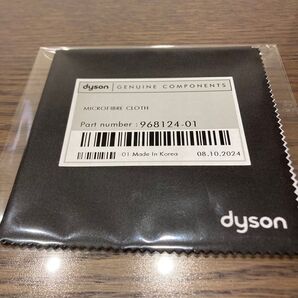 dyson GENUINE COMPONENTS
MICROFIBRE CLOTH
Part number : 968124-01
01 Made In Korea 08.10.2024
dyson